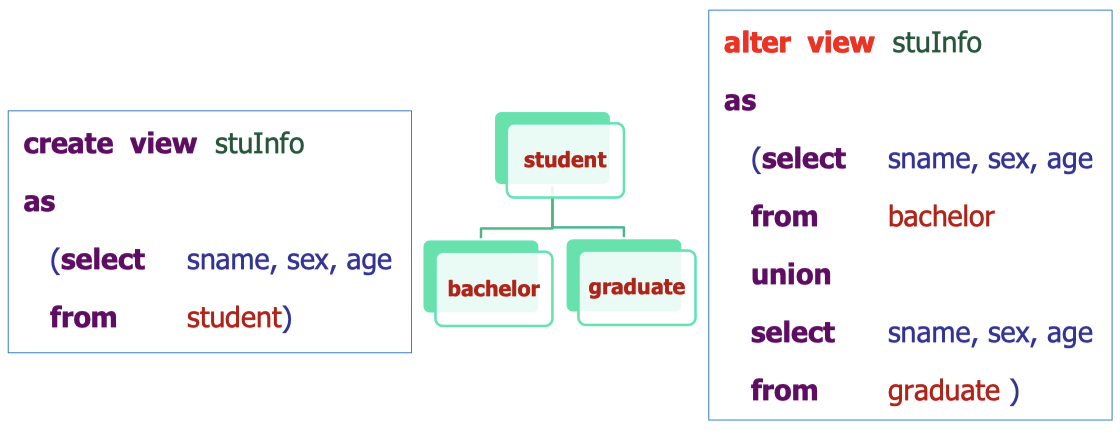 create view stuInfo
as
(select sname, sex, age
from student)
student
bachelor
graduate
alter view stuInfo
as
(select sname, sex, age
from bachelor
union
select sname, sex, age
from graduate )